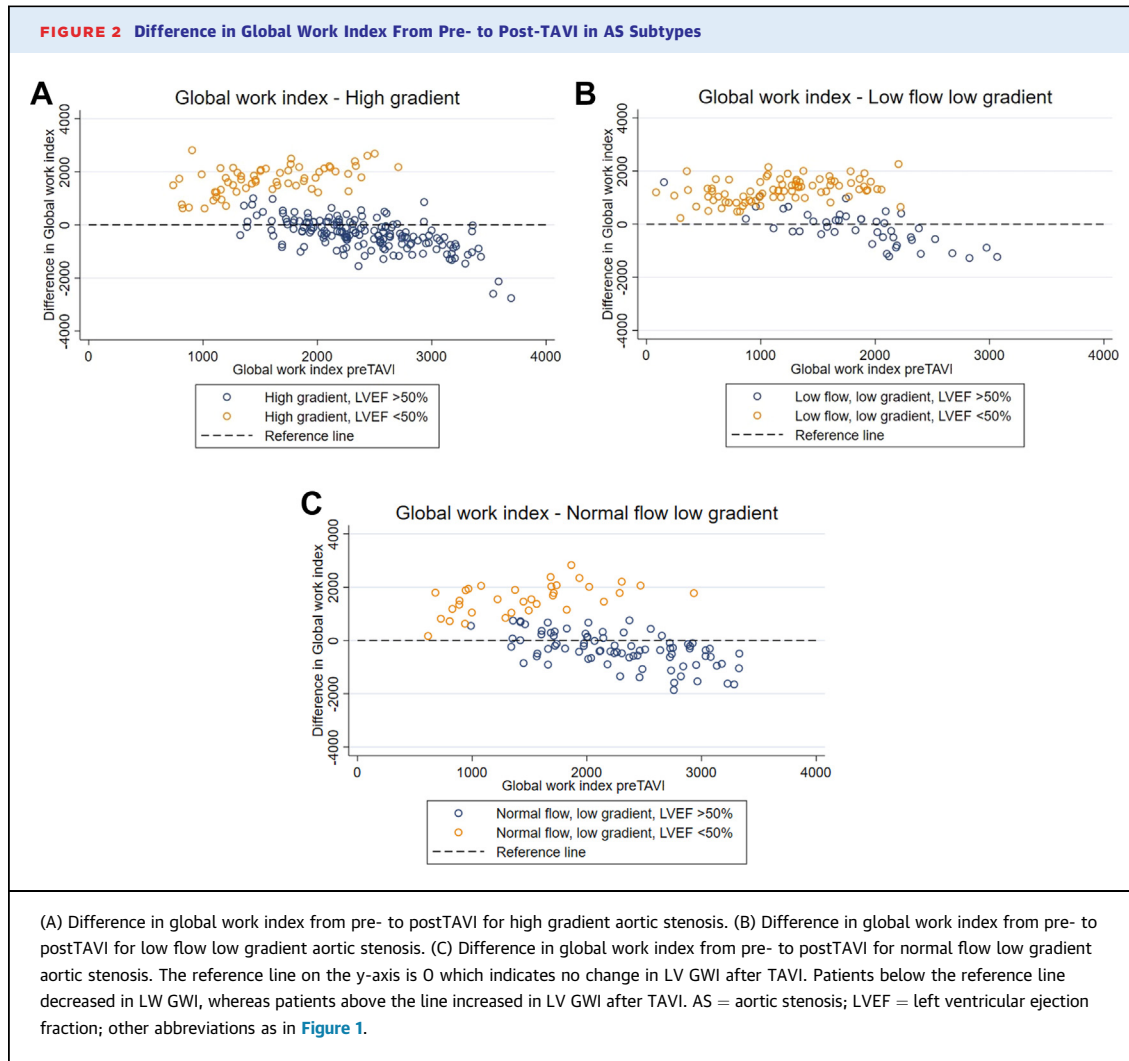 FIGURE 2 Difference in Global Work Index From Pre- to Post-TAVI in AS Subtypes
A
Global work index - High gradient
Difference in Global work index
4000
2000
0
-2000
-4000
0 1000 2000 3000 4000
Global work index preTAVI
High gradient, LVEF >50%
High gradient, LVEF <50%
Reference line
B
Global work index - Low flow low gradient
Difference in Global work index
4000
2000
0
-2000
-4000
0 1000 2000 3000 4000
Global work index preTAVI
Low flow, low gradient, LVEF >50%
Low flow, low gradient, LVEF <50%
Reference line
C
Global work index - Normal flow low gradient
Difference in Global work index
4000
2000
0
-2000
-4000
0 1000 2000 3000 4000
Global work index preTAVI
Normal flow, low gradient, LVEF >50%
Normal flow, low gradient, LVEF <50%
Reference line
(A) Difference in global work index from pre- to postTAVI for high gradient aortic stenosis. (B) Difference in global work index from pre- to
postTAVI for low flow low gradient aortic stenosis. (C) Difference in global work index from pre- to postTAVI for normal flow low gradient
aortic stenosis. The reference line on the y-axis is 0 which indicates no change in LV GWI after TAVI. Patients below the reference line
decreased in LW GWI, whereas patients above the line increased in LV GWI after TAVI. AS = aortic stenosis; LVEF = left ventricular ejection
fraction; other abbreviations as in Figure 1.